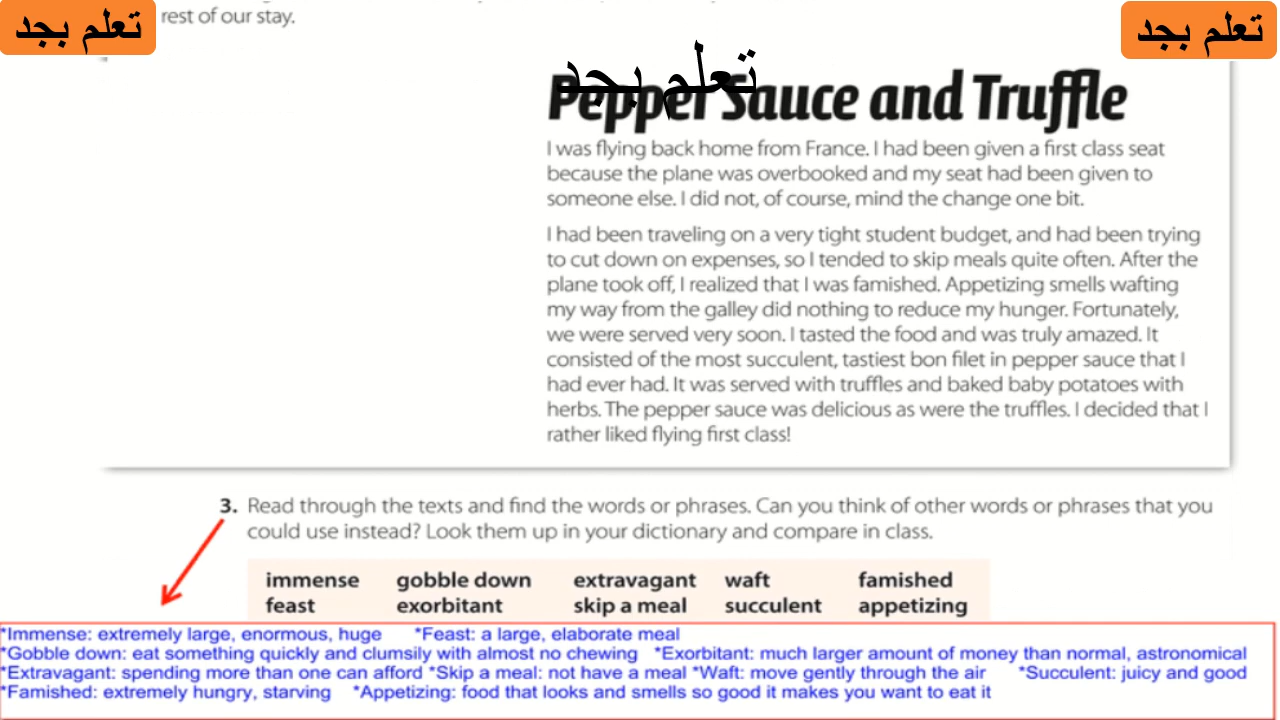 تعلم بجد
rest of our stay.
تعلم بجد
تعلم بجد
Pepper Sauce and Truffle
I was flying back home from France. I had been given a first class seat
because the plane was overbooked and my seat had been given to
someone else. I did not, of course, mind the change one bit.
I had been traveling on a very tight student budget, and had been trying
to cut down on expenses, so I tended to skip meals quite often. After the
plane took off, I realized that I was famished. Appetizing smells wafting
my way from the galley did nothing to reduce my hunger. Fortunately,
we were served very soon. I tasted the food and was truly amazed. It
consisted of the most succulent, tastiest bon filet in pepper sauce that I
had ever had. It was served with truffles and baked baby potatoes with
herbs. The pepper sauce was delicious as were the truffles. I decided that I
rather liked flying first class!
3. Read through the texts and find the words or phrases. Can you think of other words or phrases that you
could use instead? Look them up in your dictionary and compare in class.
immense gobble down extravagant waft famished
feast exorbitant skip a meal succulent appetizing
*Immense: extremely large, enormous, huge *Feast: a large, elaborate meal
*Gobble down: eat something quickly and clumsily with almost no chewing *Exorbitant: much larger amount of money than normal, astronomical
*Extravagant: spending more than one can afford *Skip a meal: not have a meal *Waft: move gently through the air *Succulent: juicy and good
*Famished: extremely hungry, starving *Appetizing: food that looks and smells so good it makes you want to eat it